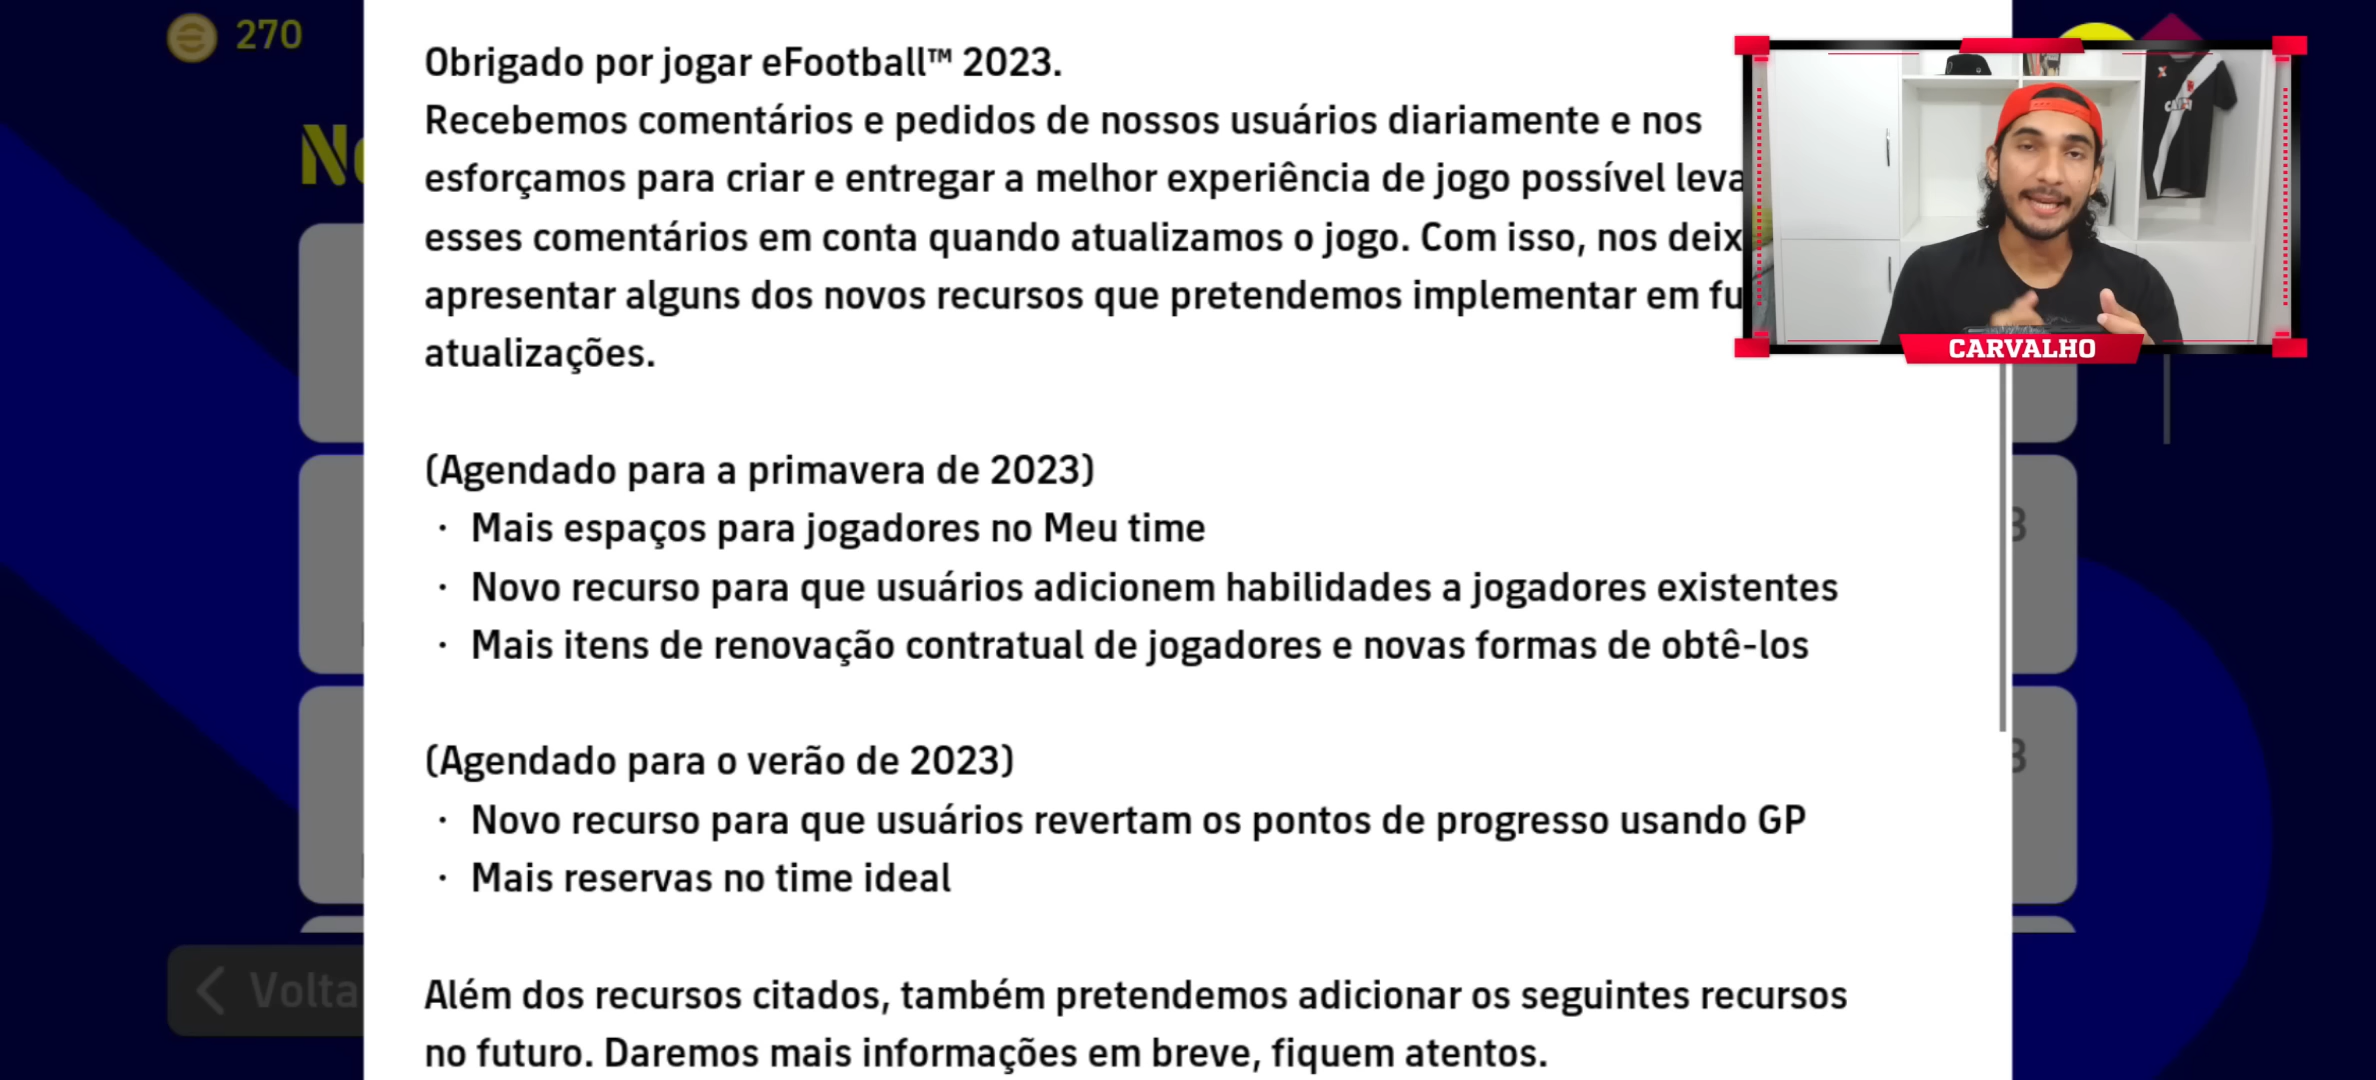 270
Obrigado por jogar eFootball™ 2023.
Recebemos comentários e pedidos de nossos usuários diariamente e nos
esforçamos para criar e entregar a melhor experiência de jogo possível leva
esses comentários em conta quando atualizamos o jogo. Com isso, nos deix
apresentar alguns dos novos recursos que pretendemos implementar em fu
atualizações.
CARVALHO
(Agendado para a primavera de 2023)
· Mais espaços para jogadores no Meu time
· Novo recurso para que usuários adicionem habilidades a jogadores existentes
· Mais itens de renovação contratual de jogadores e novas formas de obtê-los
(Agendado para o verão de 2023)
· Novo recurso para que usuários revertam os pontos de progresso usando GP
· Mais reservas no time ideal
Volta
Além dos recursos citados, também pretendemos adicionar os seguintes recursos
no futuro. Daremos mais informações em breve, fiquem atentos.